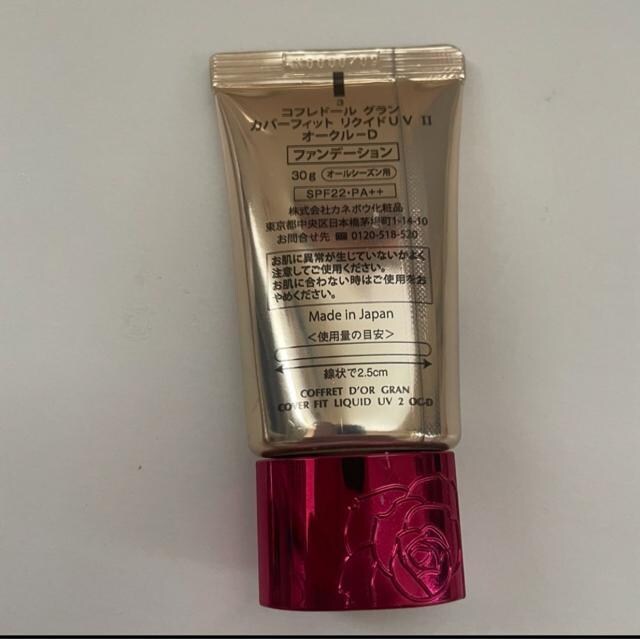 3
コフレドール グラン
カバーフィット リクイドUV II
オークル-D
ファンデーション
30g オールシーズン用
SPF22・PA++
株式会社カネボウ化粧品
東京都中央区日本橋茅場町1-14-10
お問合せ先 0120-518-520
お肌に異常が生じていないかよく
注意してご使用ください。
お肌に合わない時はご使用をお
やめください。
Made in Japan
<使用量の目安>
線状で2.5cm
COFFRET D'OR GRAN
COVER FIT LIQUID UV 2 OC-D